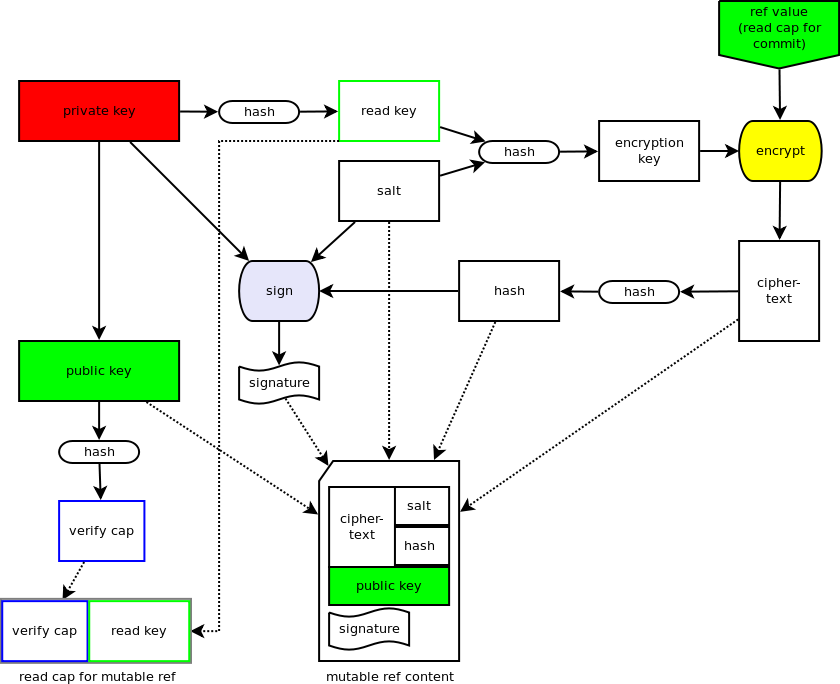 ref value
(read cap for
commit)
private key
hash
read key
hash
encryption
key
encrypt
salt
sign
hash
hash
cipher-
text
public key
signature
hash
verify cap
cipher-
text
salt
hash
public key
signature
verify cap
read key
read cap for mutable ref
mutable ref content